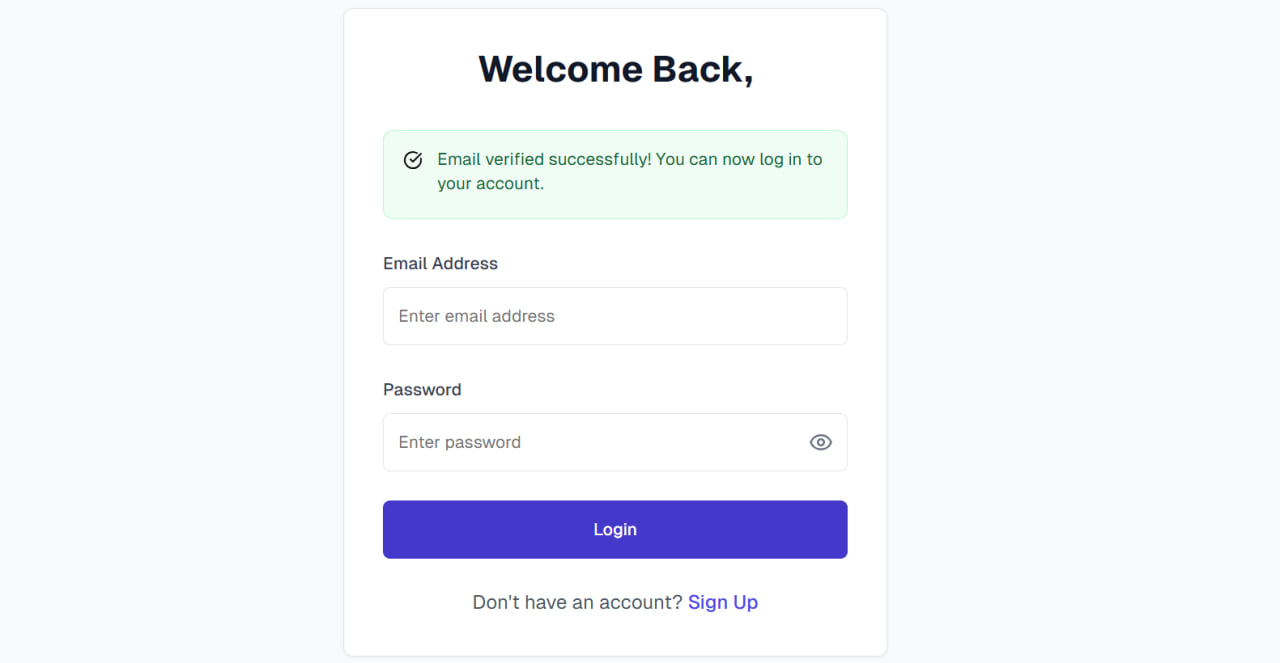 Welcome Back,
Email verified successfully! You can now log in to
your account.
Email Address
Enter email address
Password
Enter password
Login
Don't have an account? Sign Up